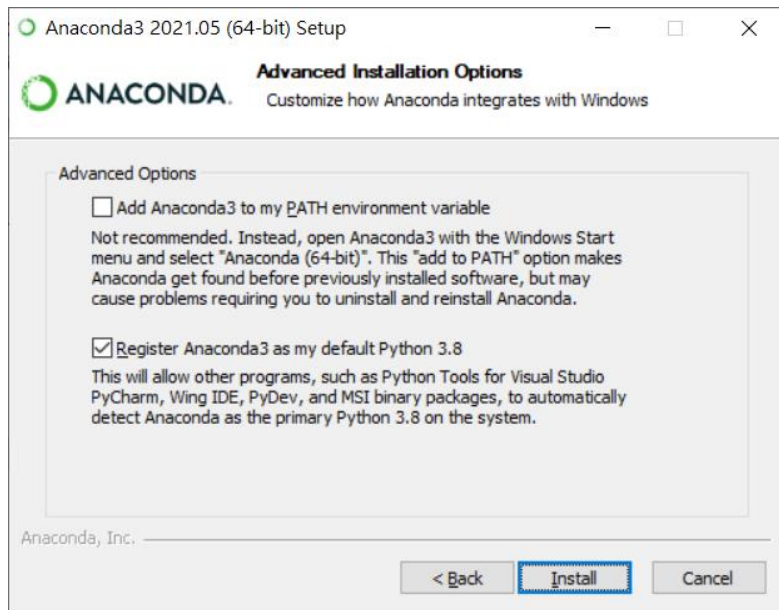 Anaconda3 2021.05 (64-bit) Setup
ANACONDA.
Advanced Installation Options
Customize how Anaconda integrates with Windows
Advanced Options
Add Anaconda3 to my PATH environment variable
Not recommended. Instead, open Anaconda3 with the Windows Start
menu and select "Anaconda (64-bit)". This "add to PATH" option makes
Anaconda get found before previously installed software, but may
cause problems requiring you to uninstall and reinstall Anaconda.
Register Anaconda3 as my default Python 3.8
This will allow other programs, such as Python Tools for Visual Studio
PyCharm, Wing IDE, PyDev, and MSI binary packages, to automatically
detect Anaconda as the primary Python 3.8 on the system.
Anaconda, Inc.
< Back
Install
Cancel